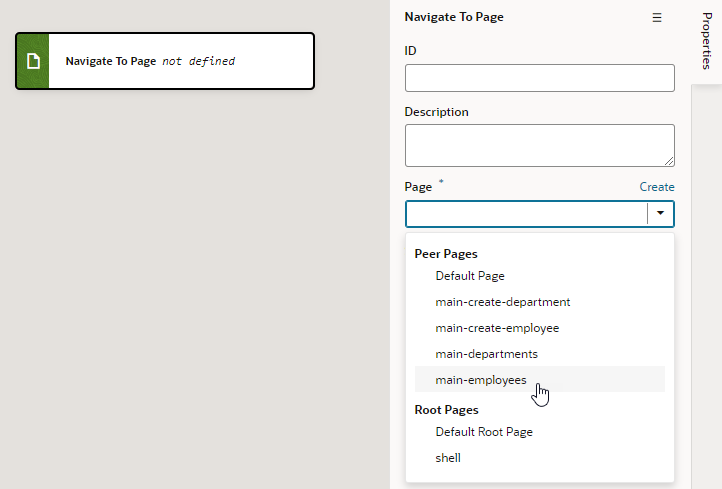 Navigate To Page not defined
Navigate To Page
Properties
ID
Description
Page *
Create
Peer Pages
Default Page
main-create-department
main-create-employee
main-departments
main-employees
Root Pages
Default Root Page
shell